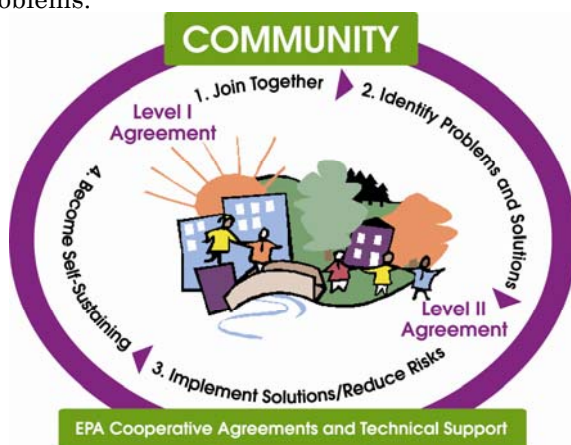 oblems.
COMMUNITY
1. Join Together
2. Identify Problems and Solutions
Level I
Agreement
Level II
Agreement
3. Implement Solutions/Reduce Risks
4. Become Self-Sustaining
EPA Cooperative Agreements and Technical Support